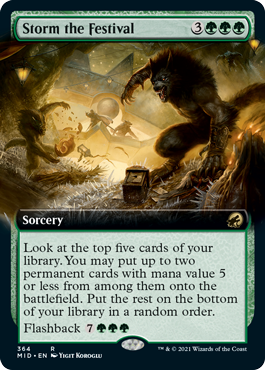 Storm the Festival 3
Sorcery
Look at the top five cards of your
library. You may put up to two
permanent cards with mana value 5
or less from among them onto the
battlefield. Put the rest on the bottom
of your library in a random order.
Flashback 7
364 R
MID • EN YIGIT KOROGLU
™ & © 2021 Wizards of the Coast